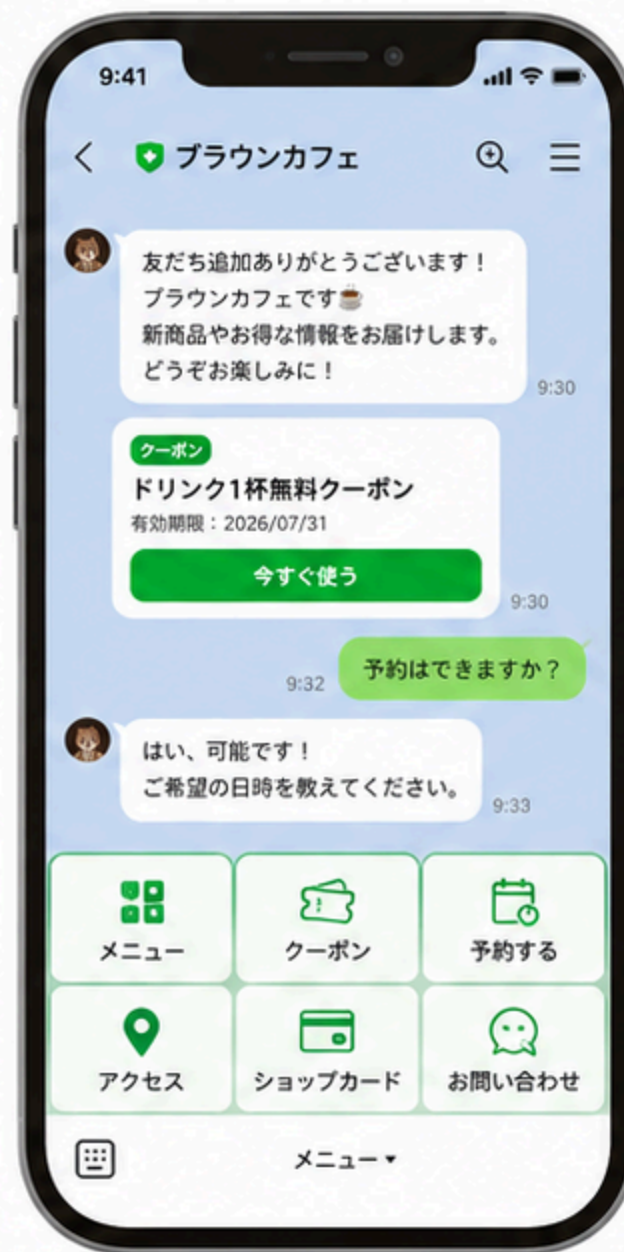 9:41
ブラウンカフェ
友だち追加ありがとうございます！
ブラウンカフェです☕
新商品やお得な情報をお届けします。
どうぞお楽しみに！
9:30
クーポン
ドリンク1杯無料クーポン
有効期限：2026/07/31
今すぐ使う
9:30
予約はできますか？
9:32
はい、可能です！
ご希望の日時を教えてください。
9:33
メニュー
クーポン
予約する
アクセス
ショップカード
お問い合わせ
メニュー ▾